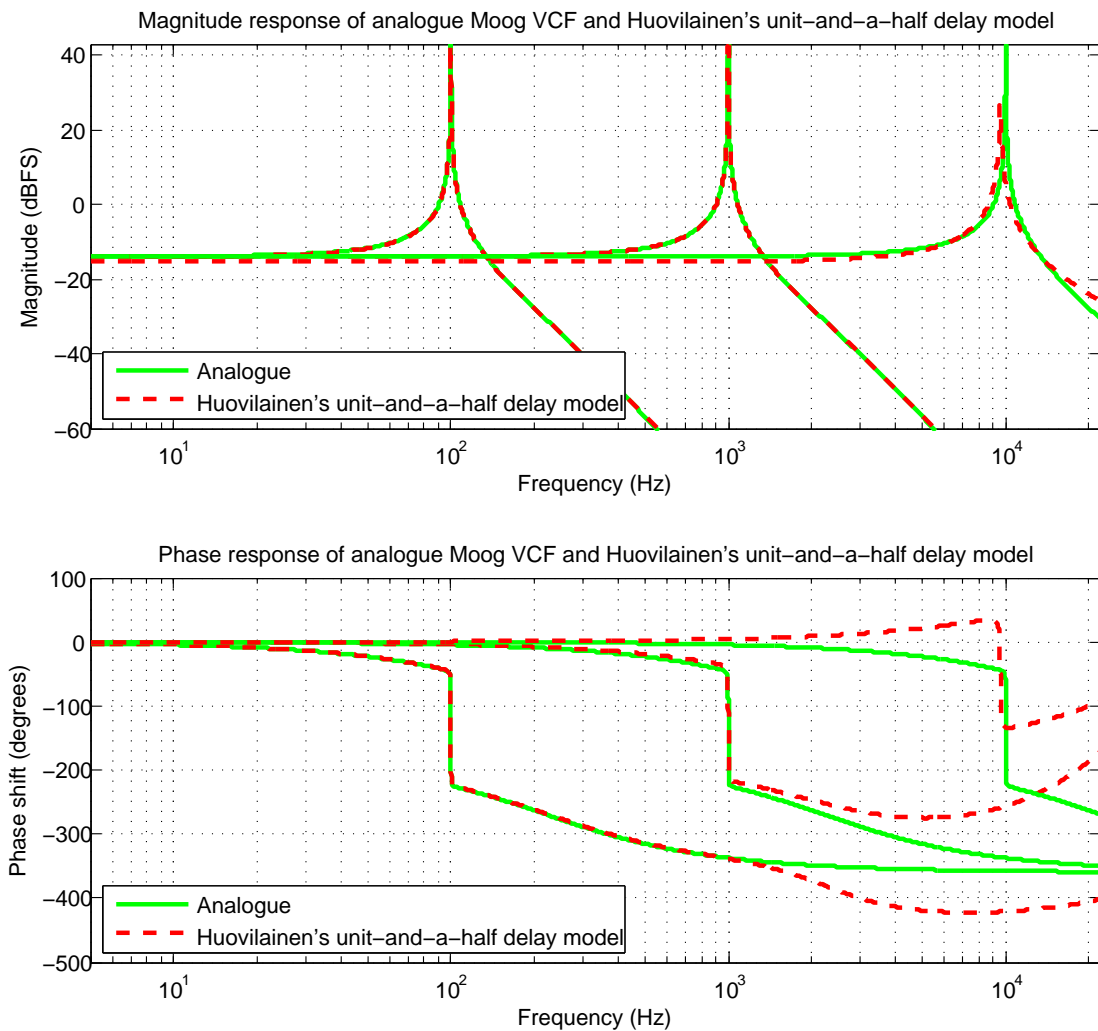 Magnitude response of analogue Moog VCF and Huovilainen's unit−and−a−half delay model
40
20
0
−20
−40
−60
Magnitude (dBFS)
Analogue
Huovilainen's unit−and−a−half delay model
10^1
10^2
10^3
10^4
Frequency (Hz)
Phase response of analogue Moog VCF and Huovilainen's unit−and−a−half delay model
100
0
−100
−200
−300
−400
−500
Phase shift (degrees)
Analogue
Huovilainen's unit−and−a−half delay model
10^1
10^2
10^3
10^4
Frequency (Hz)